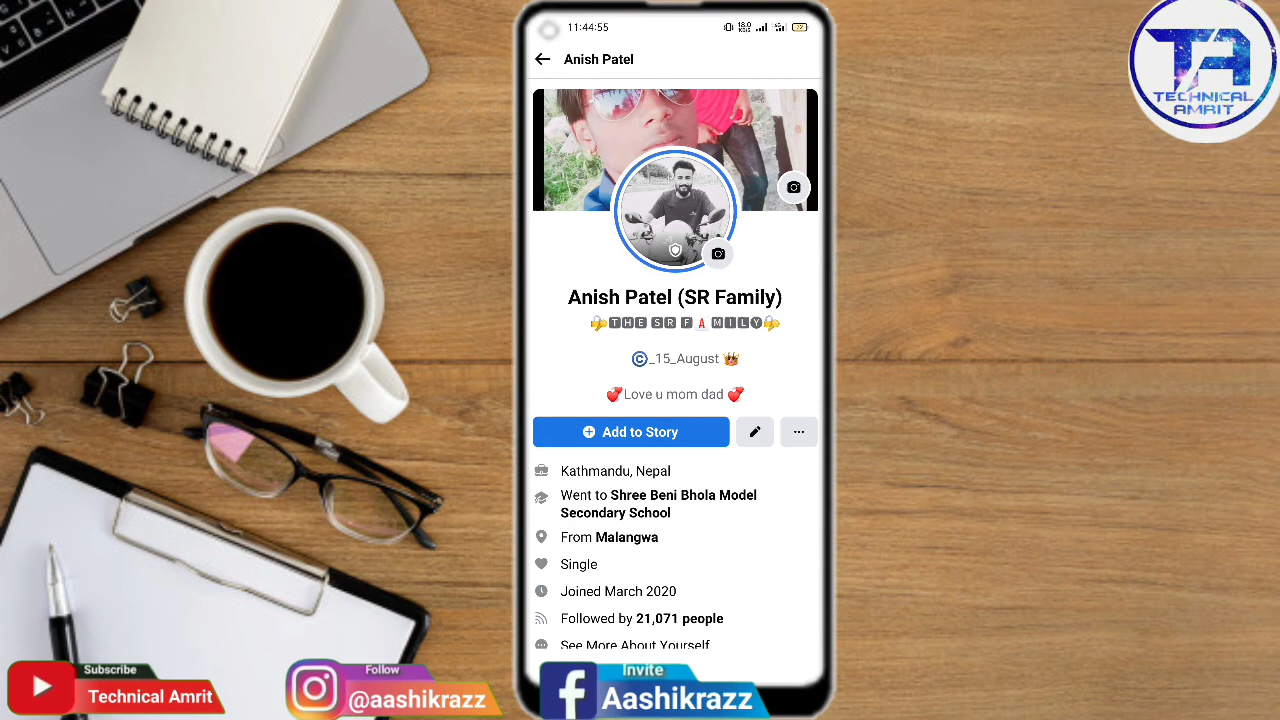 11:44:55
Anish Patel
TECHNICAL
AMRIT
Anish Patel (SR Family)
🔐🆃🅷🅴 🆂🆁 🅵🅰🅼🅸🅻🆈🔐
©_15_August 👑
💞Love u mom dad 💞
Add to Story
Kathmandu, Nepal
Went to Shree Beni Bhola Model
Secondary School
From Malangwa
Single
Joined March 2020
Followed by 21,071 people
See More About Yourself
Subscribe
Technical Amrit
Follow
@aashikrazz
Invite
Aashikrazz